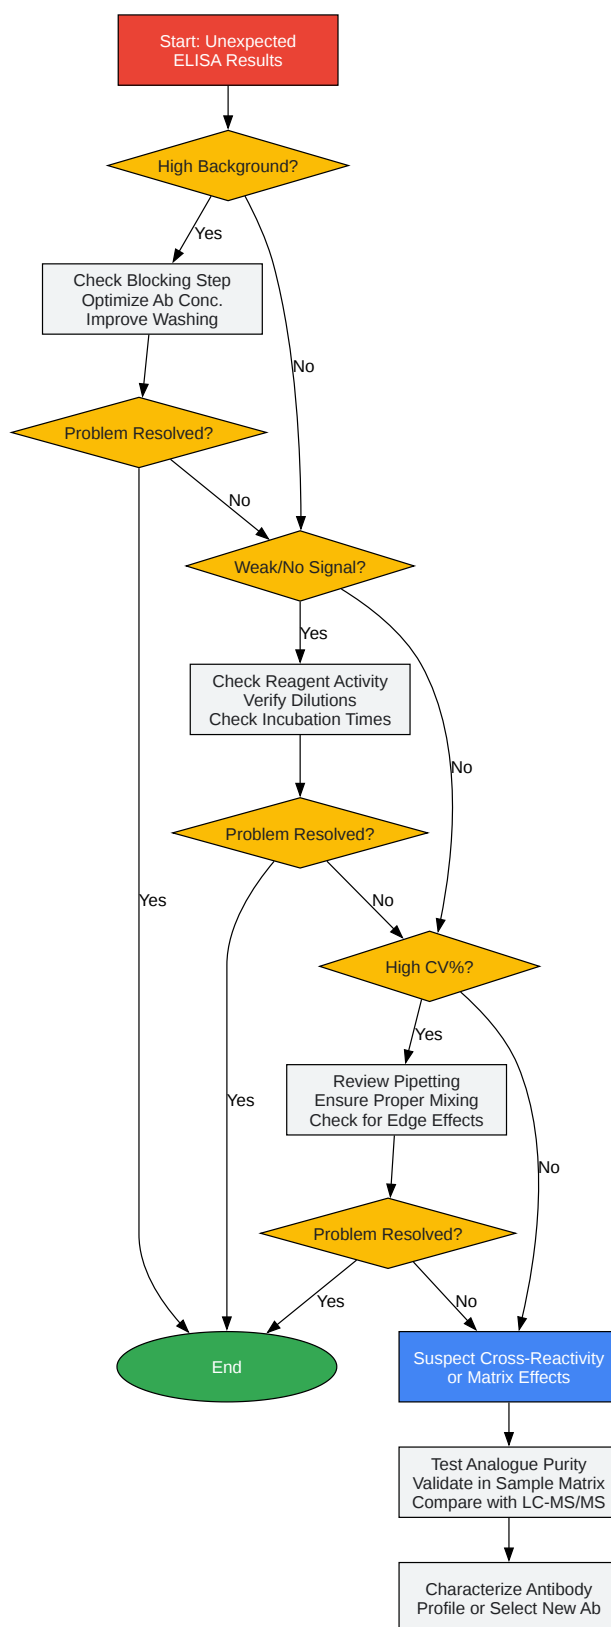 Start: Unexpected
ELISA Results
High Background?
Yes
Check Blocking Step
Optimize Ab Conc.
Improve Washing
No
Problem Resolved?
No
Weak/No Signal?
Yes
Check Reagent Activity
Verify Dilutions
Check Incubation Times
No
Problem Resolved?
Yes
No
High CV%?
Yes
Review Pipetting
Ensure Proper Mixing
Check for Edge Effects
Yes
No
Problem Resolved?
Yes
No
End
Suspect Cross-Reactivity
or Matrix Effects
Test Analogue Purity
Validate in Sample Matrix
Compare with LC-MS/MS
Characterize Antibody
Profile or Select New Ab